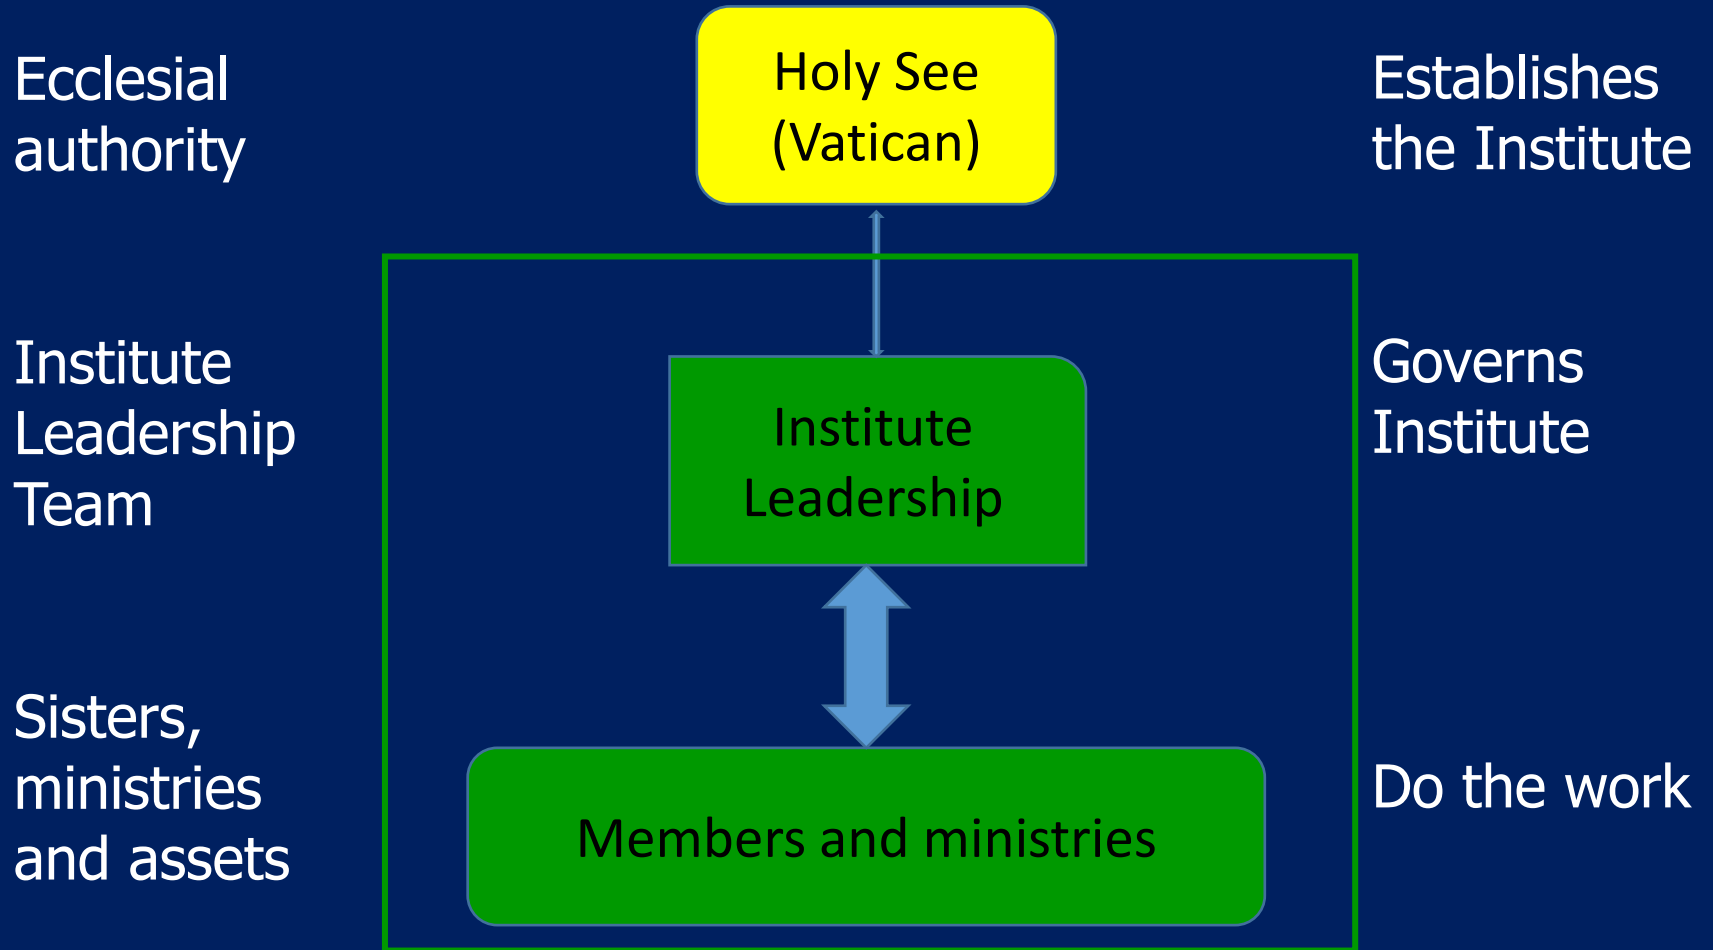 Ecclesial
authority
Holy See
(Vatican)
Establishes
the Institute
Institute
Leadership
Team
Institute
Leadership
Governs
Institute
Sisters,
ministries
and assets
Members and ministries
Do the work